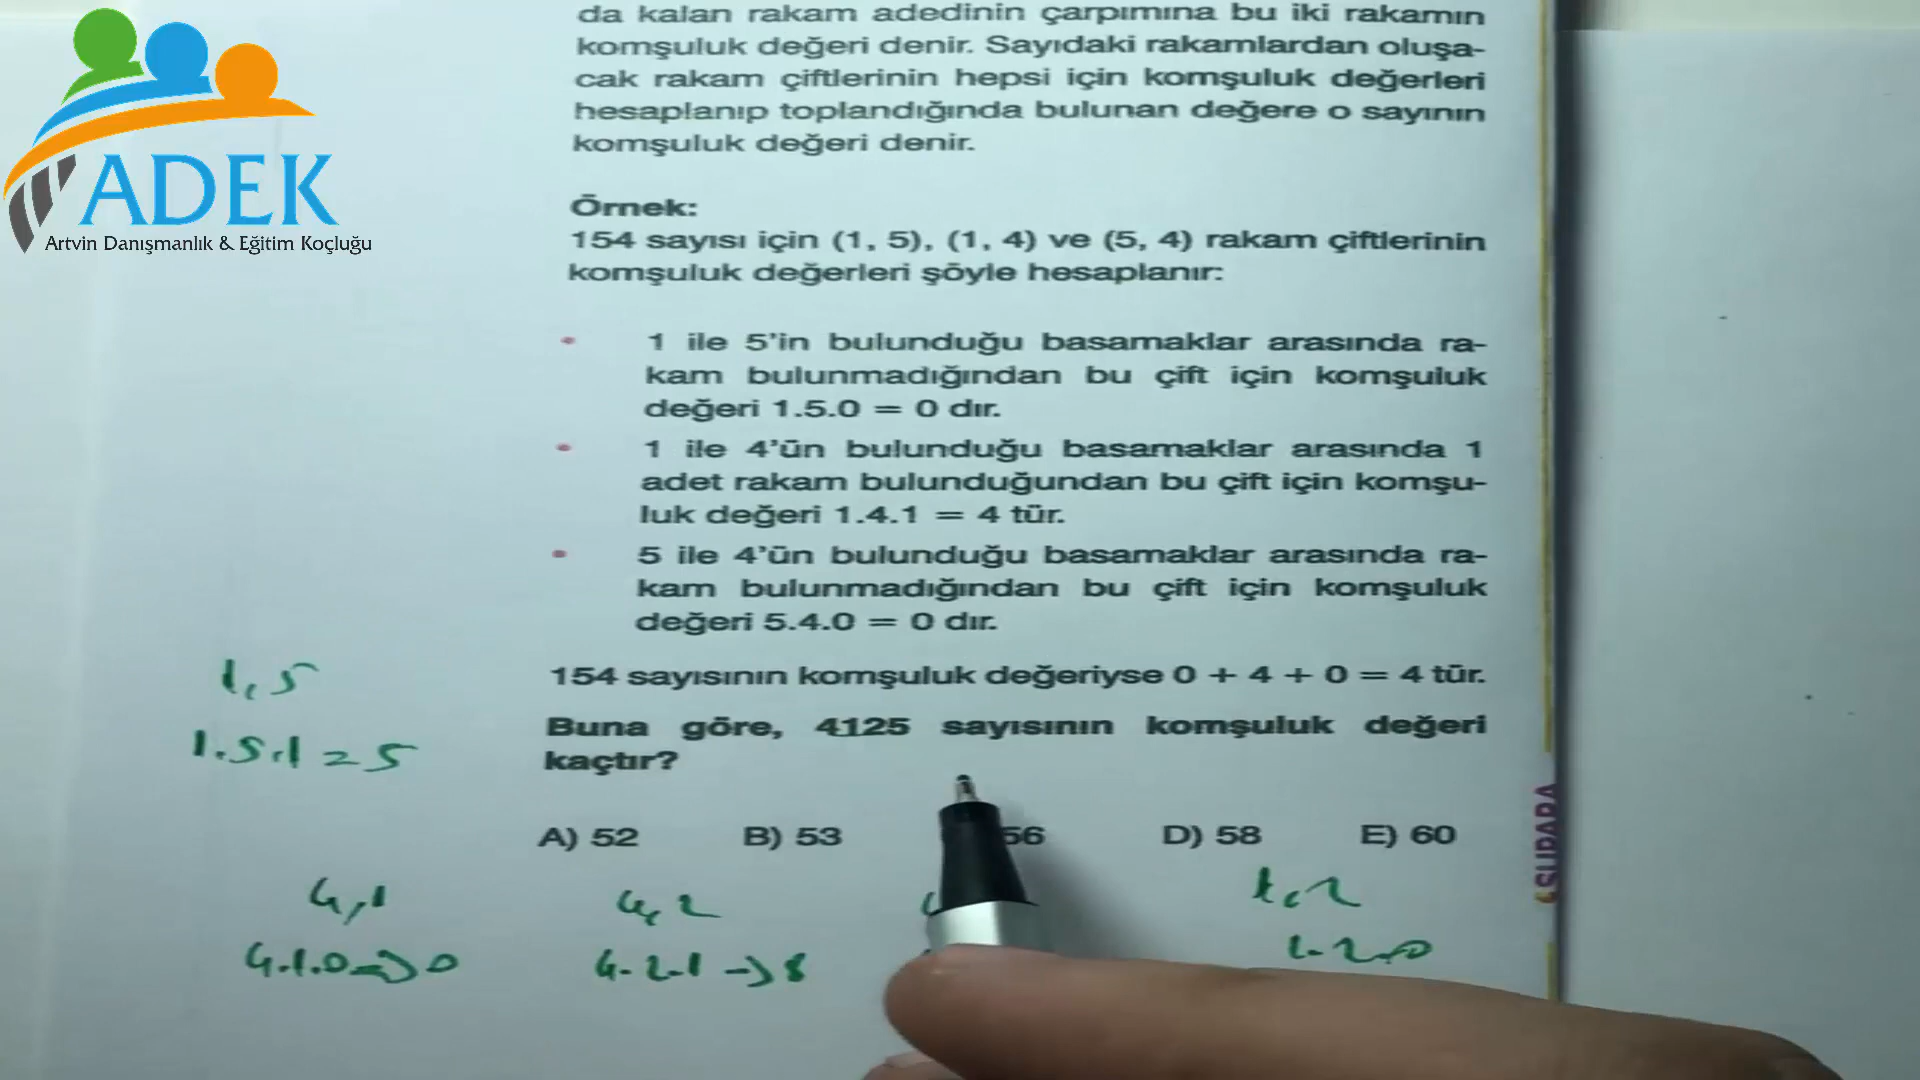 ADEK
Artvin Danışmanlık & Eğitim Koçluğu
da kalan rakam adedinin çarpımına bu iki rakamın
komşuluk değeri denir. Sayıdaki rakamlardan oluşa-
cak rakam çiftlerinin hepsi için komşuluk değerleri
hesaplanıp toplandığında bulunan değere o sayının
komşuluk değeri denir.
Örnek:
154 sayısı için (1, 5), (1, 4) ve (5, 4) rakam çiftlerinin
komşuluk değerleri şöyle hesaplanır:
• 1 ile 5'in bulunduğu basamaklar arasında ra-
kam bulunmadığından bu çift için komşuluk
değeri 1.5.0 = 0 dır.
• 1 ile 4'ün bulunduğu basamaklar arasında 1
adet rakam bulunduğundan bu çift için komşu-
luk değeri 1.4.1 = 4 tür.
• 5 ile 4'ün bulunduğu basamaklar arasında ra-
kam bulunmadığından bu çift için komşuluk
değeri 5.4.0 = 0 dır.
154 sayısının komşuluk değeriyse 0 + 4 + 0 = 4 tür.
Buna göre, 4125 sayısının komşuluk değeri
kaçtır?
A) 52 B) 53 56 D) 58 E) 60
1,5
1.5.1=5
4,1 4,2 1,2
4.1.0→0 4.2.1→8 1.2.0
SUPARA